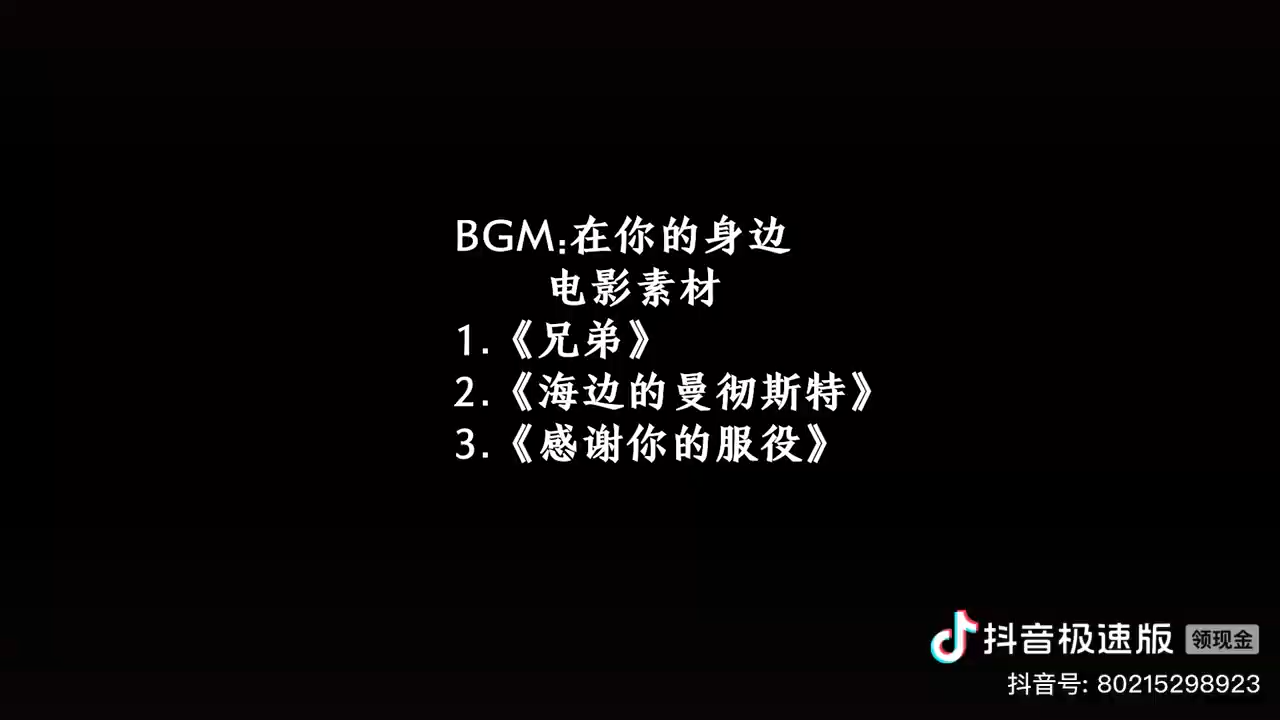 BGM:在你的身边
电影素材
1.《兄弟》
2.《海边的曼彻斯特》
3.《感谢你的服役》
抖音极速版 领现金
抖音号: 80215298923